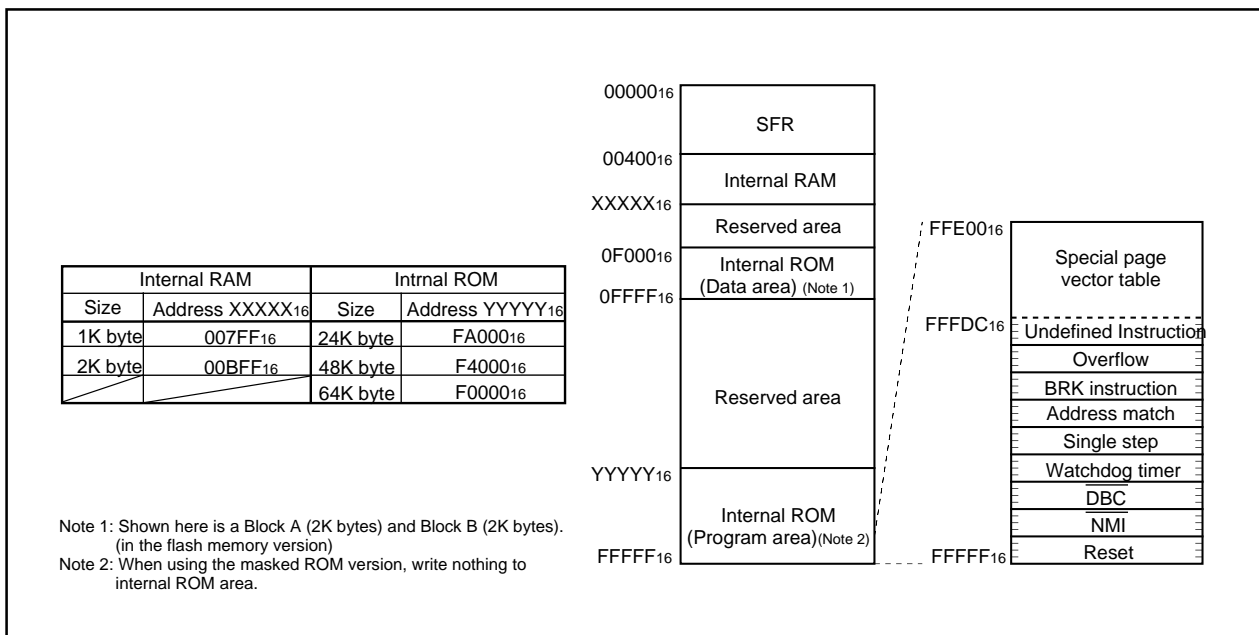 Internal RAM Intrnal ROM
Size Address XXXXX16 Size Address YYYYY16
1K byte 007FF16 24K byte FA00016
2K byte 00BFF16 48K byte F400016
64K byte F000016
Note 1: Shown here is a Block A (2K bytes) and Block B (2K bytes).
(in the flash memory version)
Note 2: When using the masked ROM version, write nothing to
internal ROM area.
0000016
SFR
0040016
Internal RAM
XXXXX16
Reserved area
0F00016
Internal ROM
(Data area) (Note 1)
0FFFF16
Reserved area
YYYYY16
Internal ROM
(Program area)(Note 2)
FFFFF16
FFE0016
Special page
vector table
FFFDC16
Undefined Instruction
Overflow
BRK instruction
Address match
Single step
Watchdog timer
DBC
NMI
Reset
FFFFF16